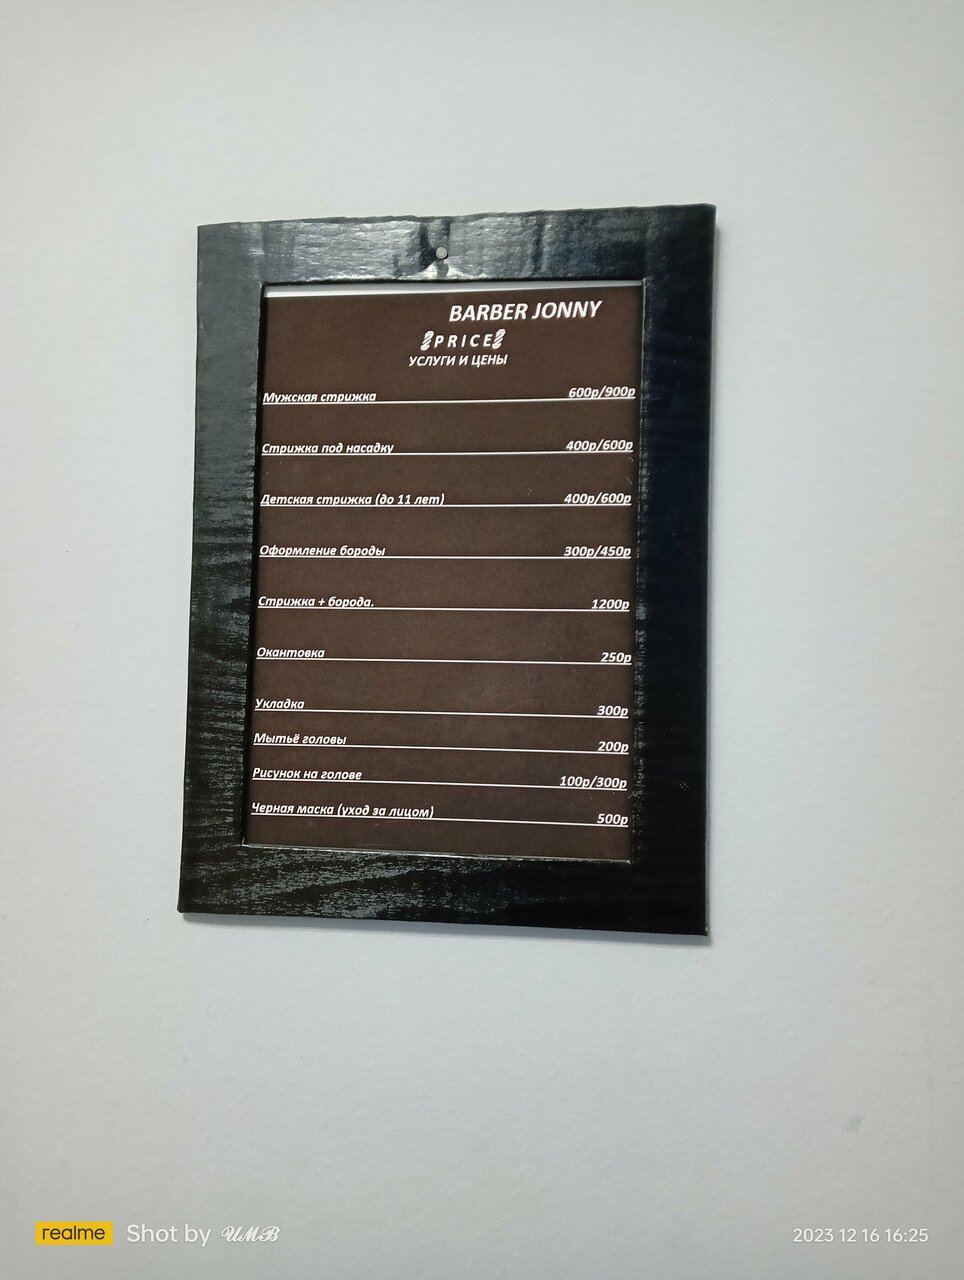 BARBER JONNY
PRICE
УСЛУГИ И ЦЕНЫ
Мужская стрижка 600р/900р
Стрижка под насадку 400р/600р
Детская стрижка (до 11 лет) 400р/600р
Оформление бороды 300р/450р
Стрижка + борода. 1200р
Окантовка 250р
Укладка 300р
Мытьё головы 200р
Рисунок на голове 100р/300р
Черная маска (уход за лицом) 500р
realme Shot by 𝓤𝓜𝓑 2023 12 16 16:25